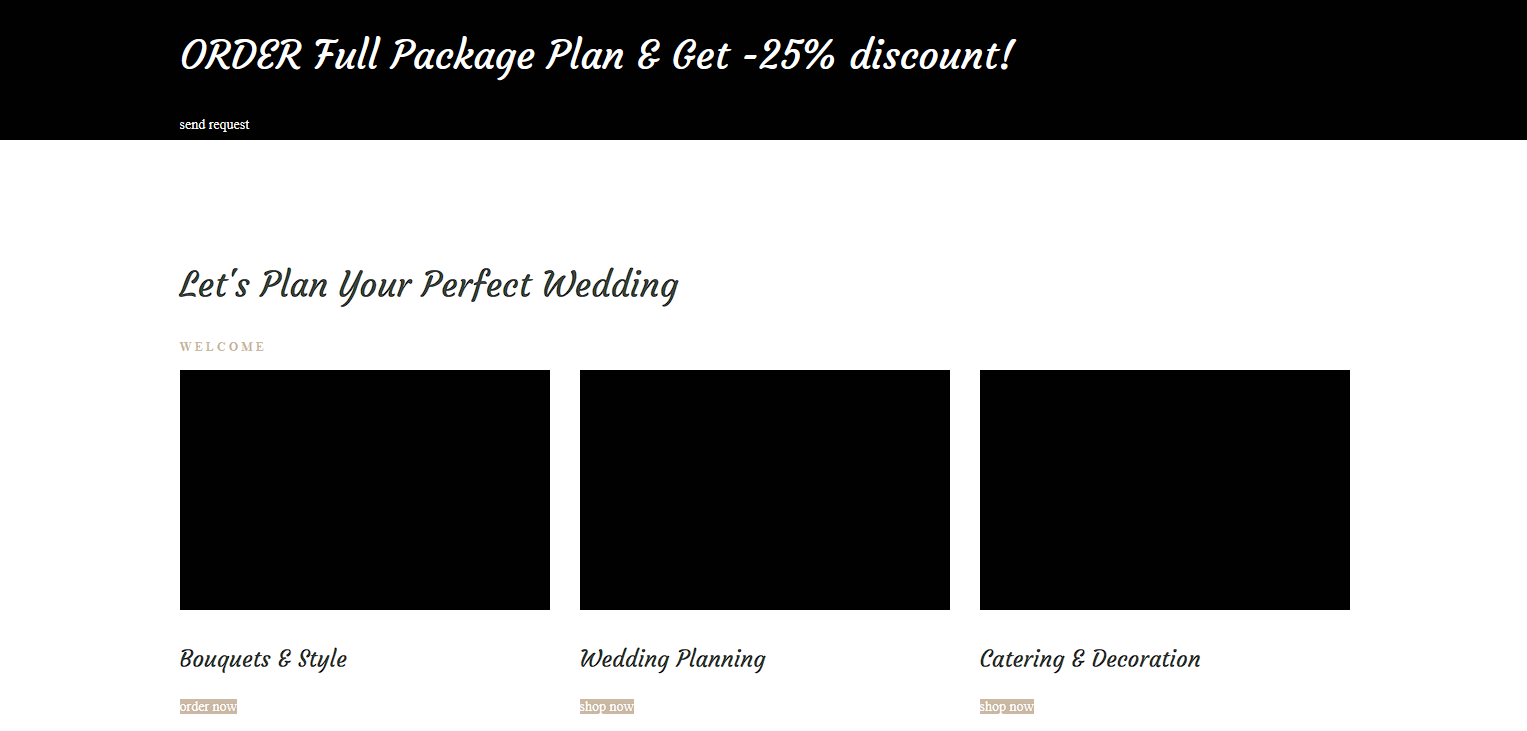 ORDER Full Package Plan & Get -25% discount!
send request
Let's Plan Your Perfect Wedding
WELCOME
Bouquets & Style
Wedding Planning
Catering & Decoration
order now
shop now
shop now